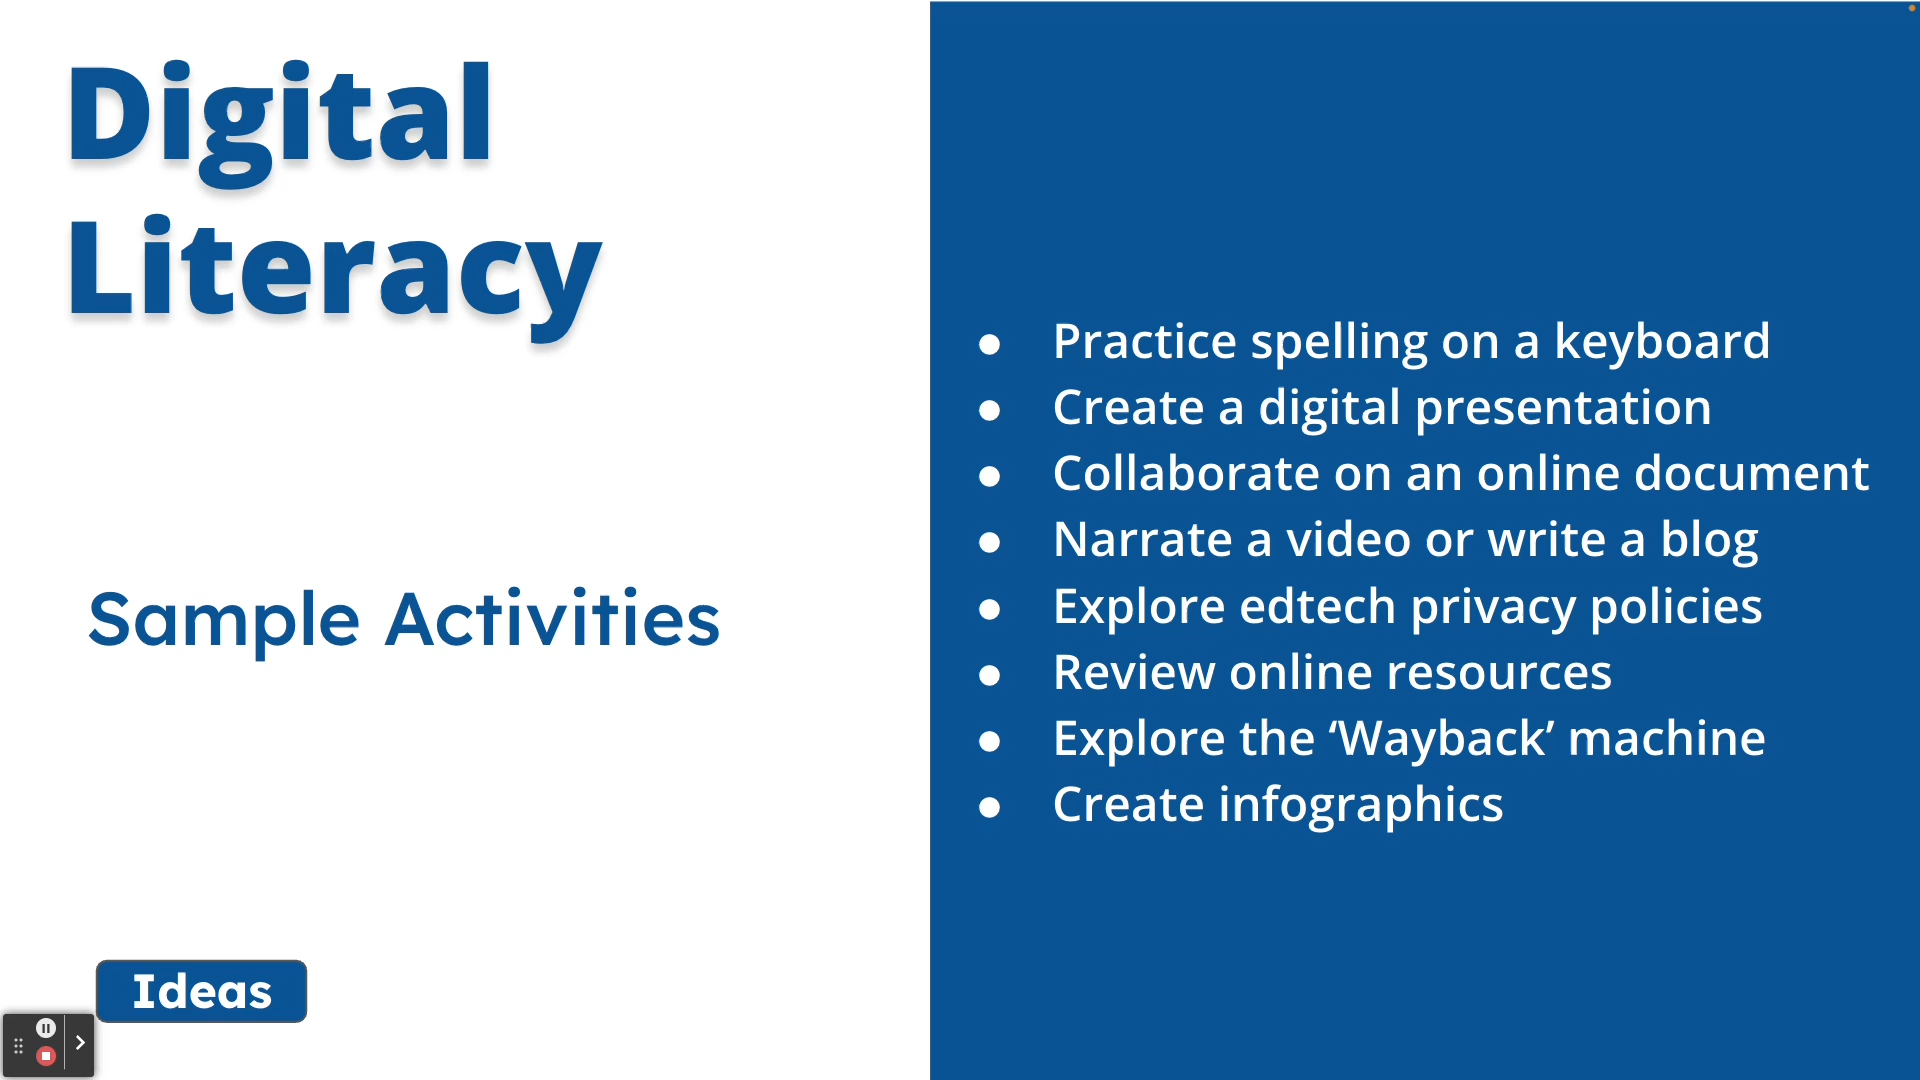 Digital
Literacy
Sample Activities
Ideas
● Practice spelling on a keyboard
● Create a digital presentation
● Collaborate on an online document
● Narrate a video or write a blog
● Explore edtech privacy policies
● Review online resources
● Explore the ‘Wayback’ machine
● Create infographics